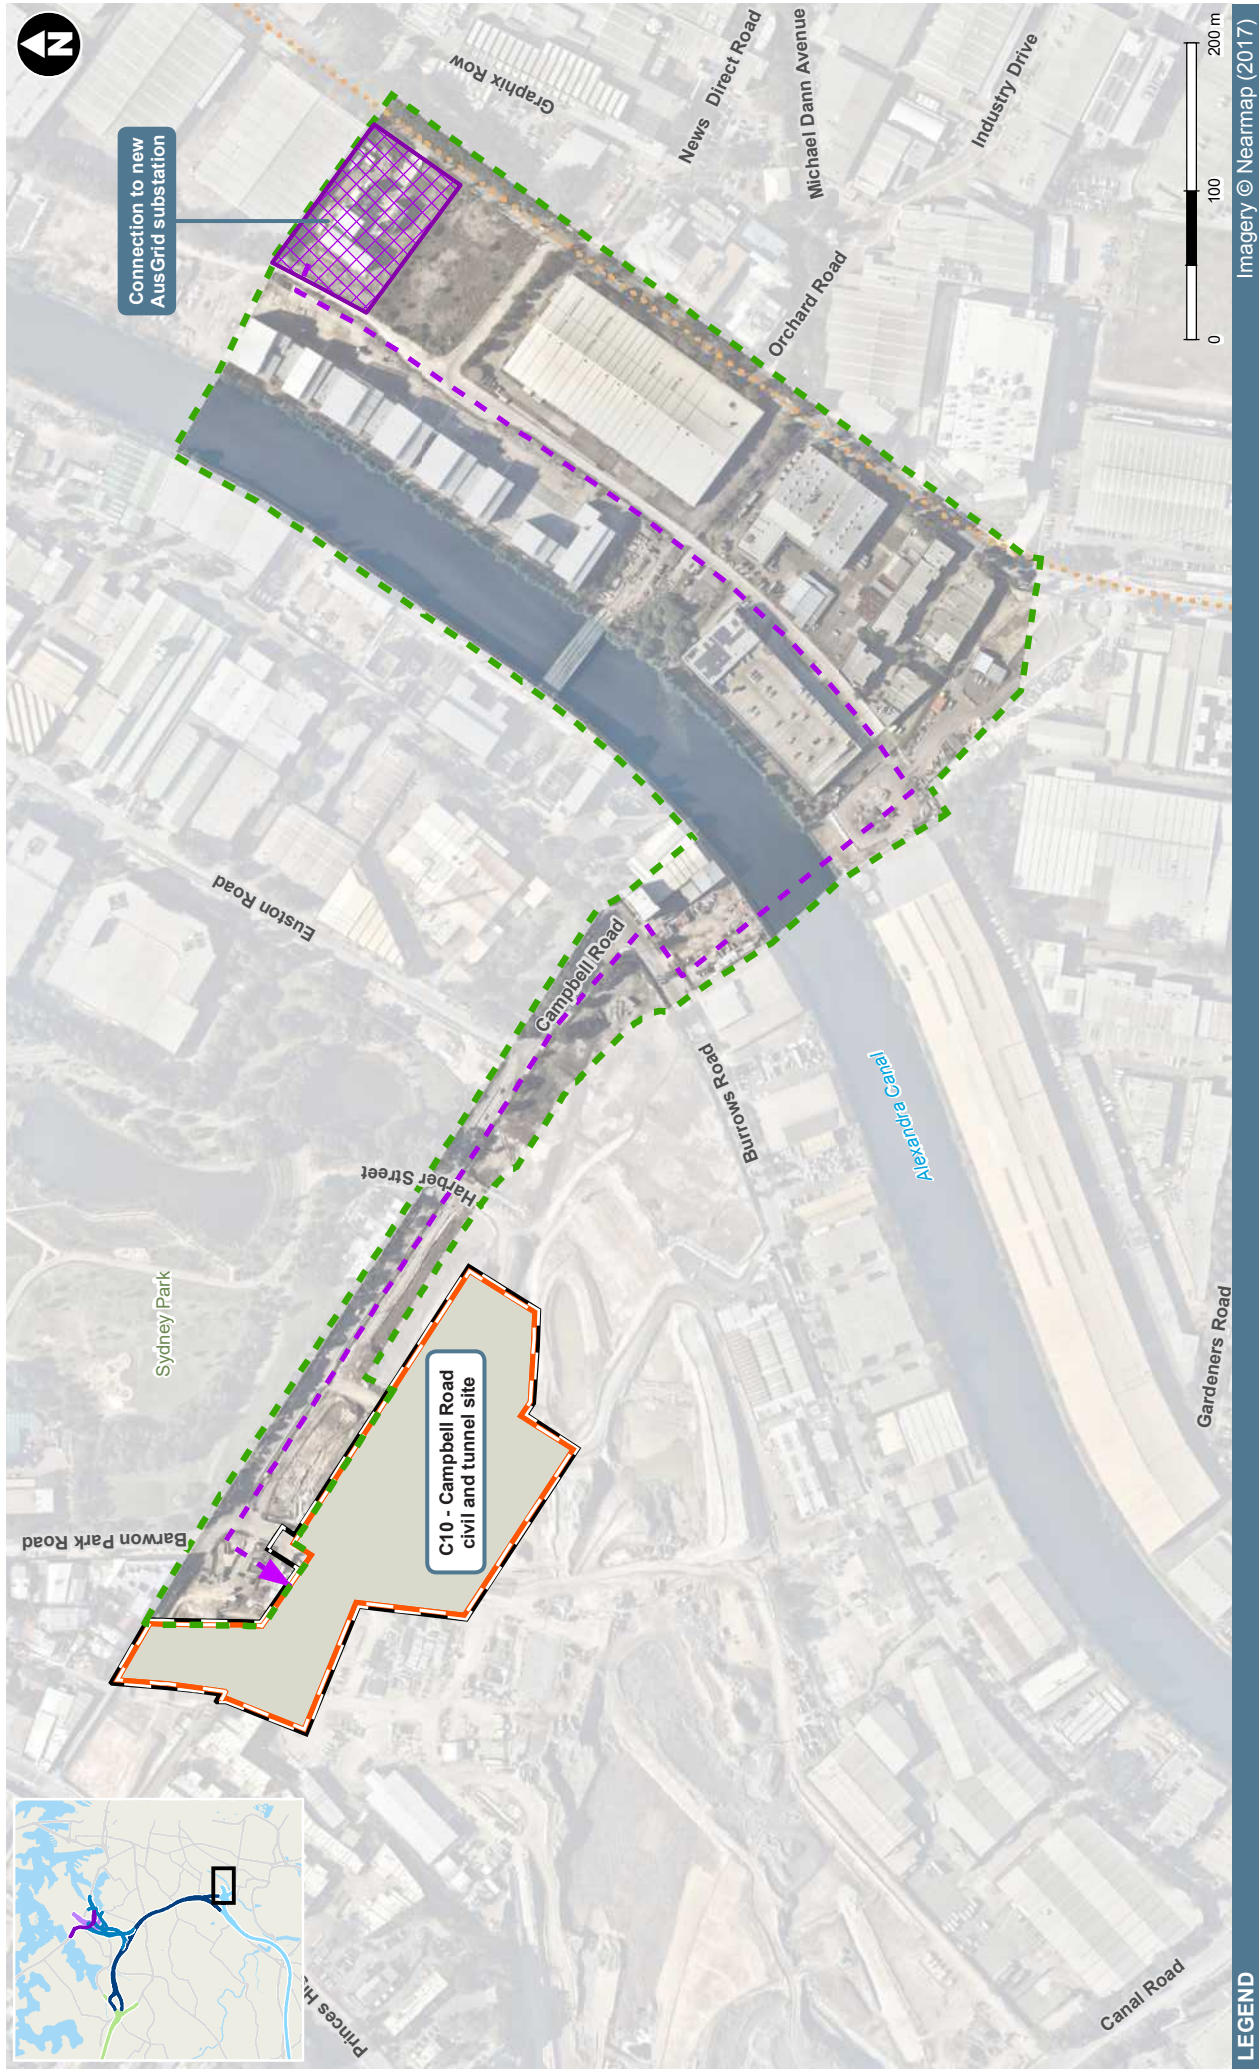 N
Connection to new
AusGrid substation
Graphix Row
News Direct Road
Michael Dann Avenue
Industry Drive
Orchard Road
Euston Road
Campbell Road
Burrows Road
Harber Street
Alexandra Canal
Sydney Park
Barwon Park Road
C10 - Campbell Road
civil and tunnel site
Gardeners Road
Canal Road
Princes
0 100 200 m
LEGEND
Imagery © Nearmap (2017)